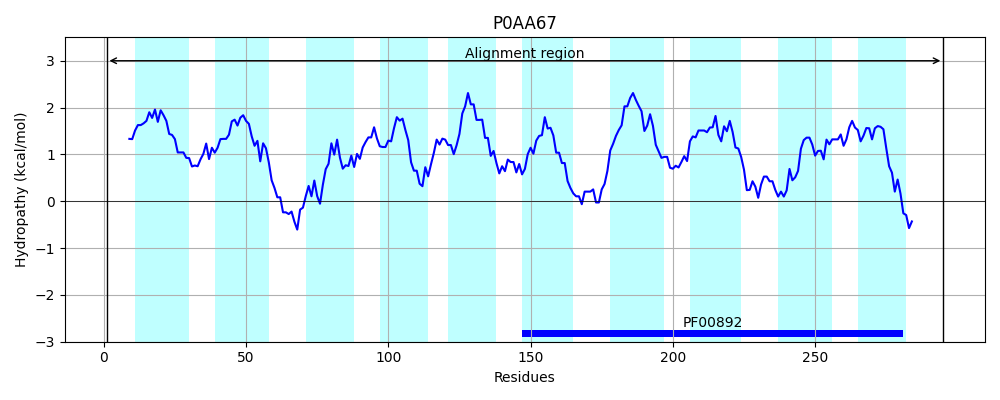 P0AA67
Alignment region
3
2
1
0
−1
−2
−3
Hydropathy (kcal/mol)
PF00892
0 50 100 150 200 250
Residues